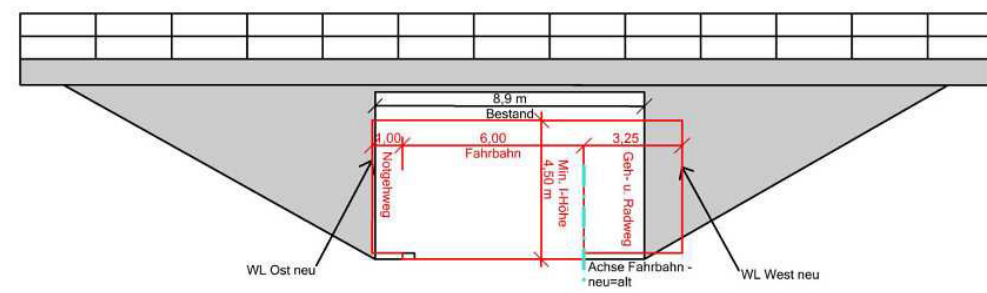 8,9 m
Bestand
1,00
6,00
3,25
Fahrbahn
Notgehweg
Min. l-Höhe
4,50 m
Geh- u. Radweg
WL Ost neu
Achse Fahrbahn -
neu=alt
WL West neu